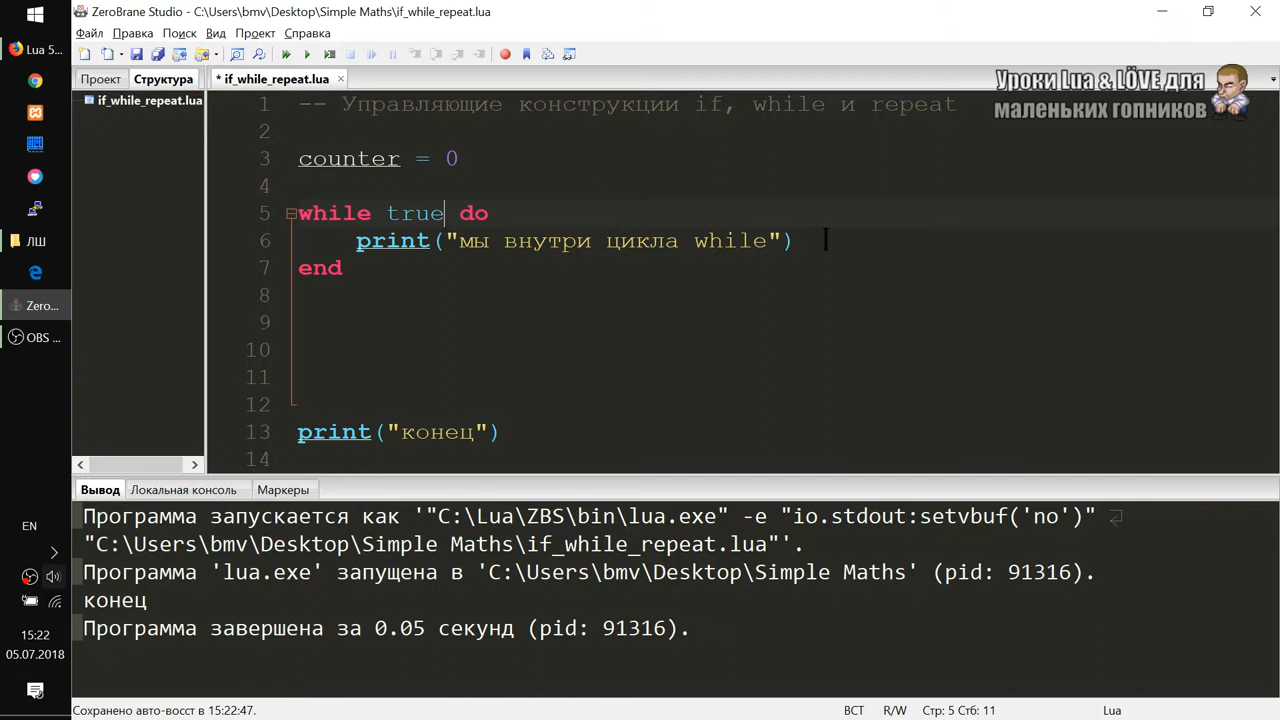 ZeroBrane Studio - C:\Users\bmv\Desktop\Simple Maths\if_while_repeat.lua
Файл Правка Поиск Вид Проект Справка
Lua 5...
Проект Структура * if_while_repeat.lua
if_while_repeat.lua
Уроки Lua & LÖVE для
маленьких гопников
1 -- Управляющие конструкции if, while и repeat
2
3 counter = 0
4
5 while true do
6 print("мы внутри цикла while")
7 end
8
9
10
11
12
13 print("конец")
14
ЛШ
Zero...
OBS ...
Вывод Локальная консоль Маркеры
Программа запускается как '"C:\Lua\ZBS\bin\lua.exe" -e "io.stdout:setvbuf('no')"
"C:\Users\bmv\Desktop\Simple Maths\if_while_repeat.lua"'.
Программа 'lua.exe' запущена в 'C:\Users\bmv\Desktop\Simple Maths' (pid: 91316).
конец
Программа завершена за 0.05 секунд (pid: 91316).
EN
15:22
05.07.2018
Сохранено авто-восст в 15:22:47. ВСТ R/W Стр: 5 Стб: 11 Lua